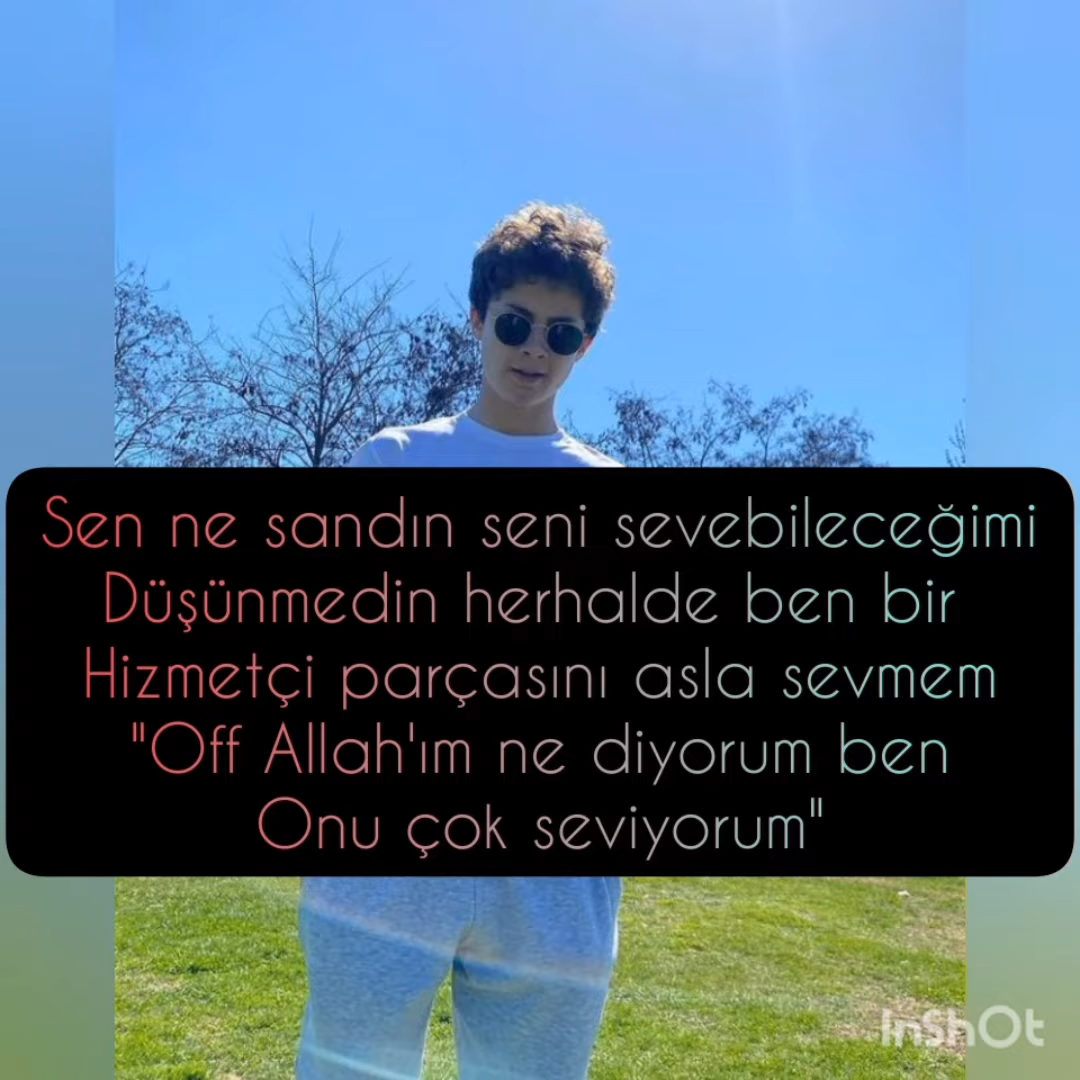 Sen ne sandın seni sevebileceğimi
Düşünmedin herhalde ben bir
Hizmetçi parçasını asla sevmem
"Off Allah'ım ne diyorum ben
Onu çok seviyorum"
InShOt